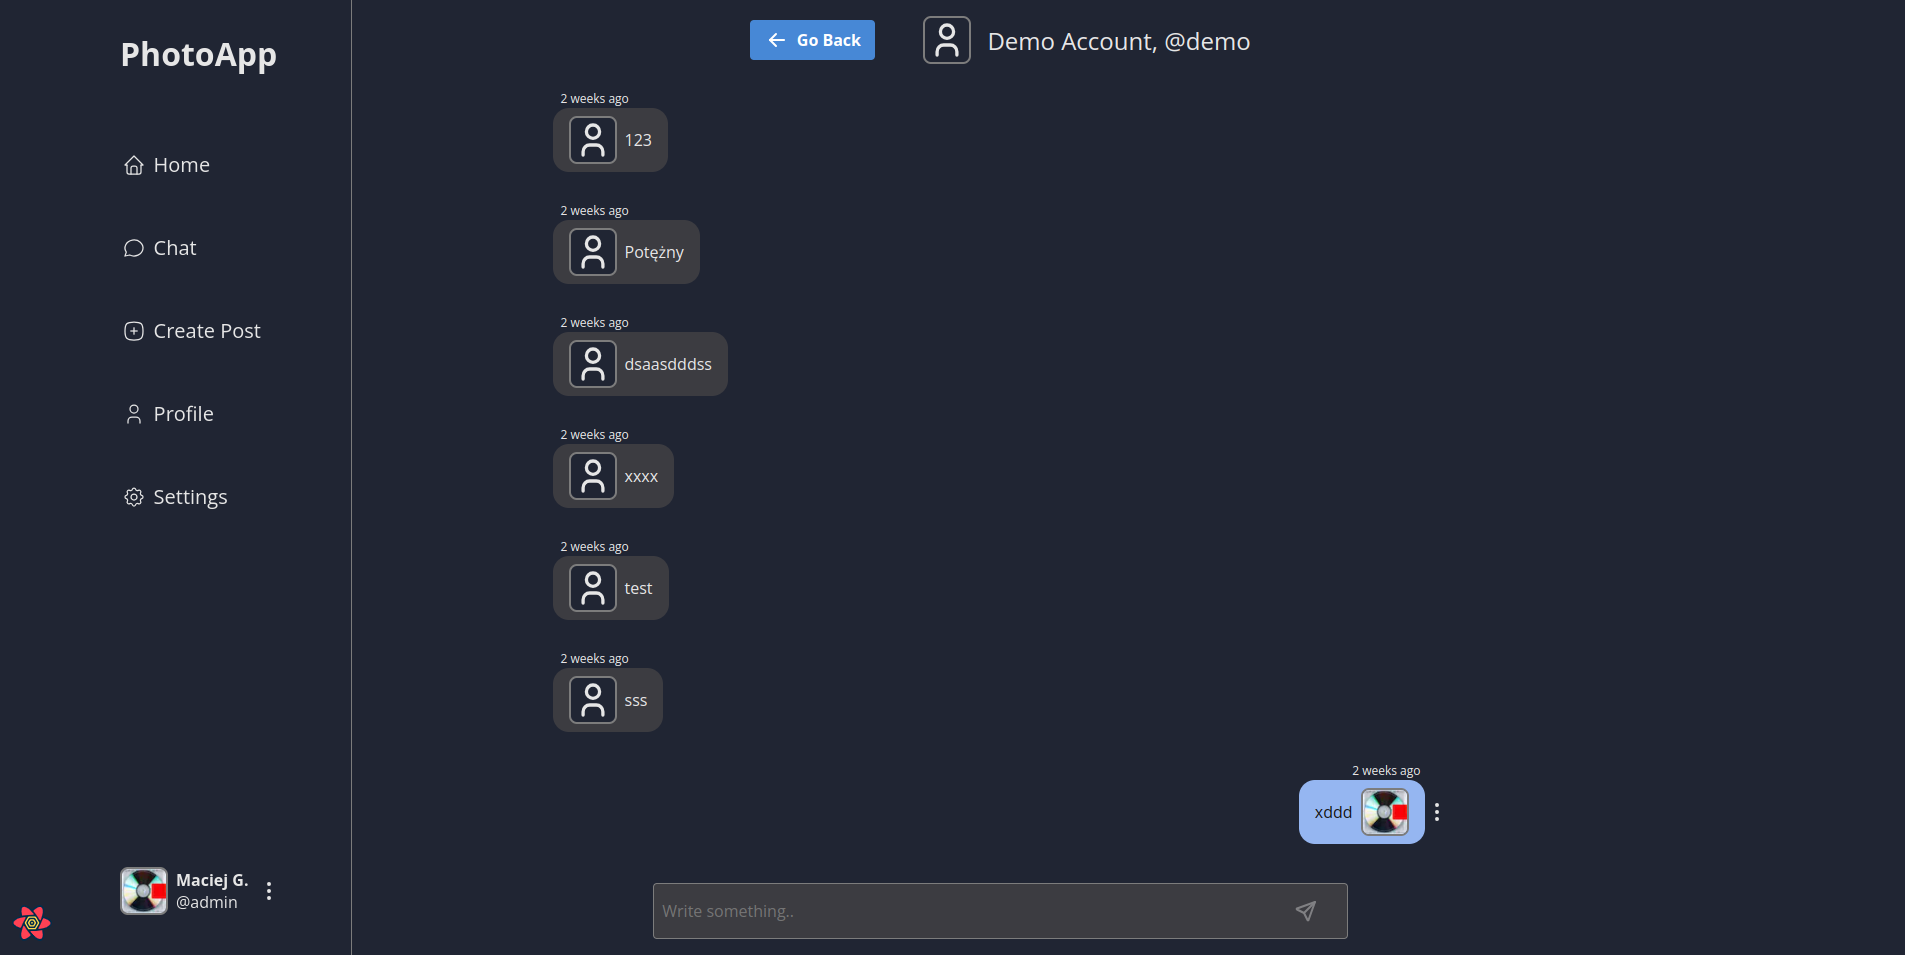 PhotoApp
Home
Chat
Create Post
Profile
Settings
Maciej G.
@admin
Go Back
Demo Account, @demo
2 weeks ago
123
2 weeks ago
Potężny
2 weeks ago
dsaasdddss
2 weeks ago
xxxx
2 weeks ago
test
2 weeks ago
sss
2 weeks ago
xddd
Write something..